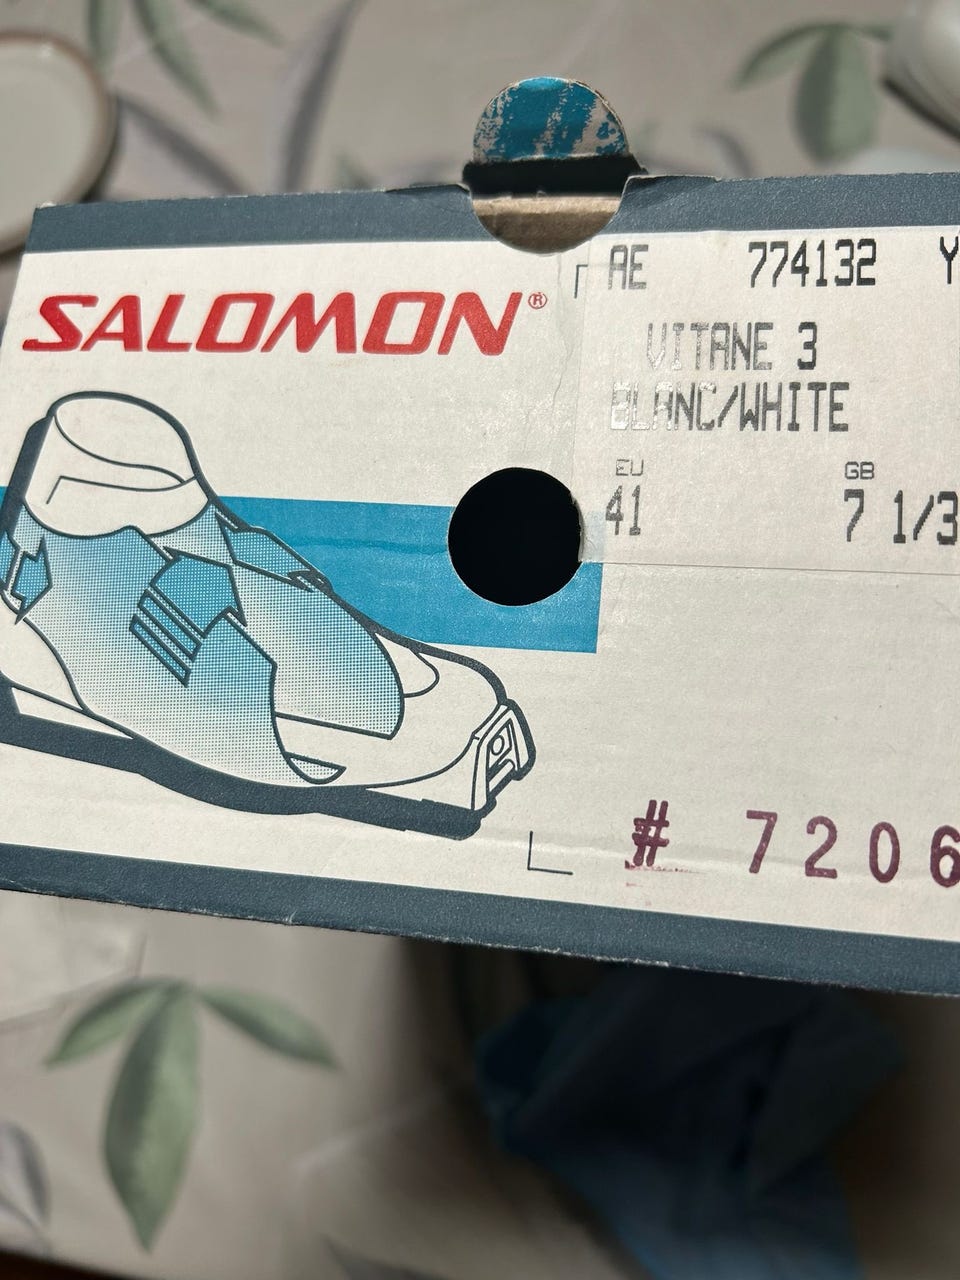 SALOMON®
AE 774132 Y
VITANE 3
BLANC/WHITE
EU GB
41 7 1/3
# 7206